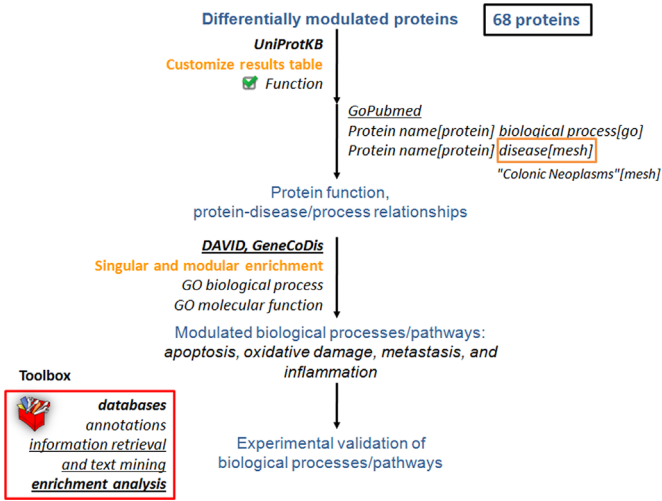 Differentially modulated proteins
68 proteins
UniProtKB
Customize results table
Function
GoPubmed
Protein name[protein] biological process[go]
Protein name[protein] disease[mesh]
"Colonic Neoplasms"[mesh]
Protein function,
protein-disease/process relationships
DAVID, GeneCoDis
Singular and modular enrichment
GO biological process
GO molecular function
Modulated biological processes/pathways:
apoptosis, oxidative damage, metastasis, and
inflammation
Toolbox
databases
annotations
information retrieval
and text mining
enrichment analysis
Experimental validation of
biological processes/pathways